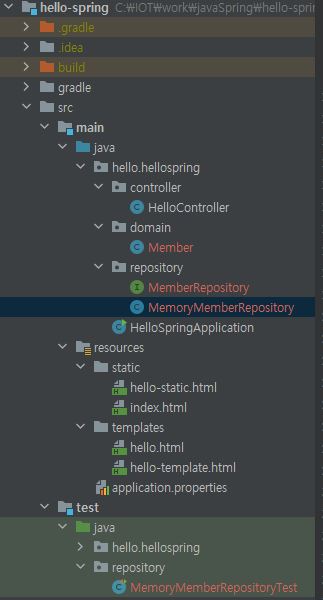 hello-spring C:₩IOT₩work₩javaSpring₩hello-sprin
.gradle
.idea
build
gradle
src
main
java
hello.hellospring
controller
HelloController
domain
Member
repository
MemberRepository
MemoryMemberRepository
HelloSpringApplication
resources
static
hello-static.html
index.html
templates
hello.html
hello-template.html
application.properties
test
java
hello.hellospring
repository
MemoryMemberRepositoryTest